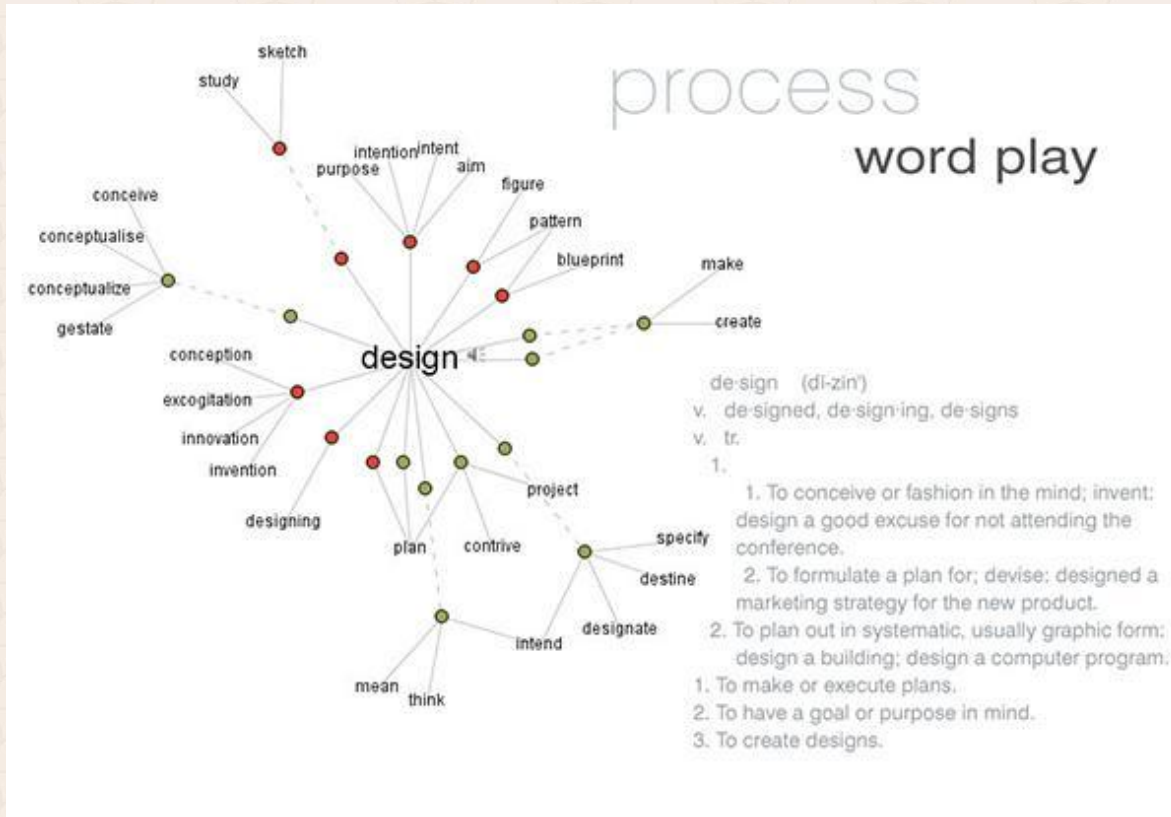 process
word play
sketch
study
intention intent
purpose aim
figure
pattern
blueprint
conceive
conceptualise
conceptualize
gestate
make
create
design
conception
excogitation
innovation
invention
designing
plan
contrive
project
specify
destine
designate
intend
mean
think
de·sign (dĭ-zīn')
v. de·signed, de·sign·ing, de·signs
v. tr.
1.
1. To conceive or fashion in the mind; invent:
design a good excuse for not attending the
conference.
2. To formulate a plan for; devise: designed a
marketing strategy for the new product.
2. To plan out in systematic, usually graphic form:
design a building; design a computer program.
1. To make or execute plans.
2. To have a goal or purpose in mind.
3. To create designs.